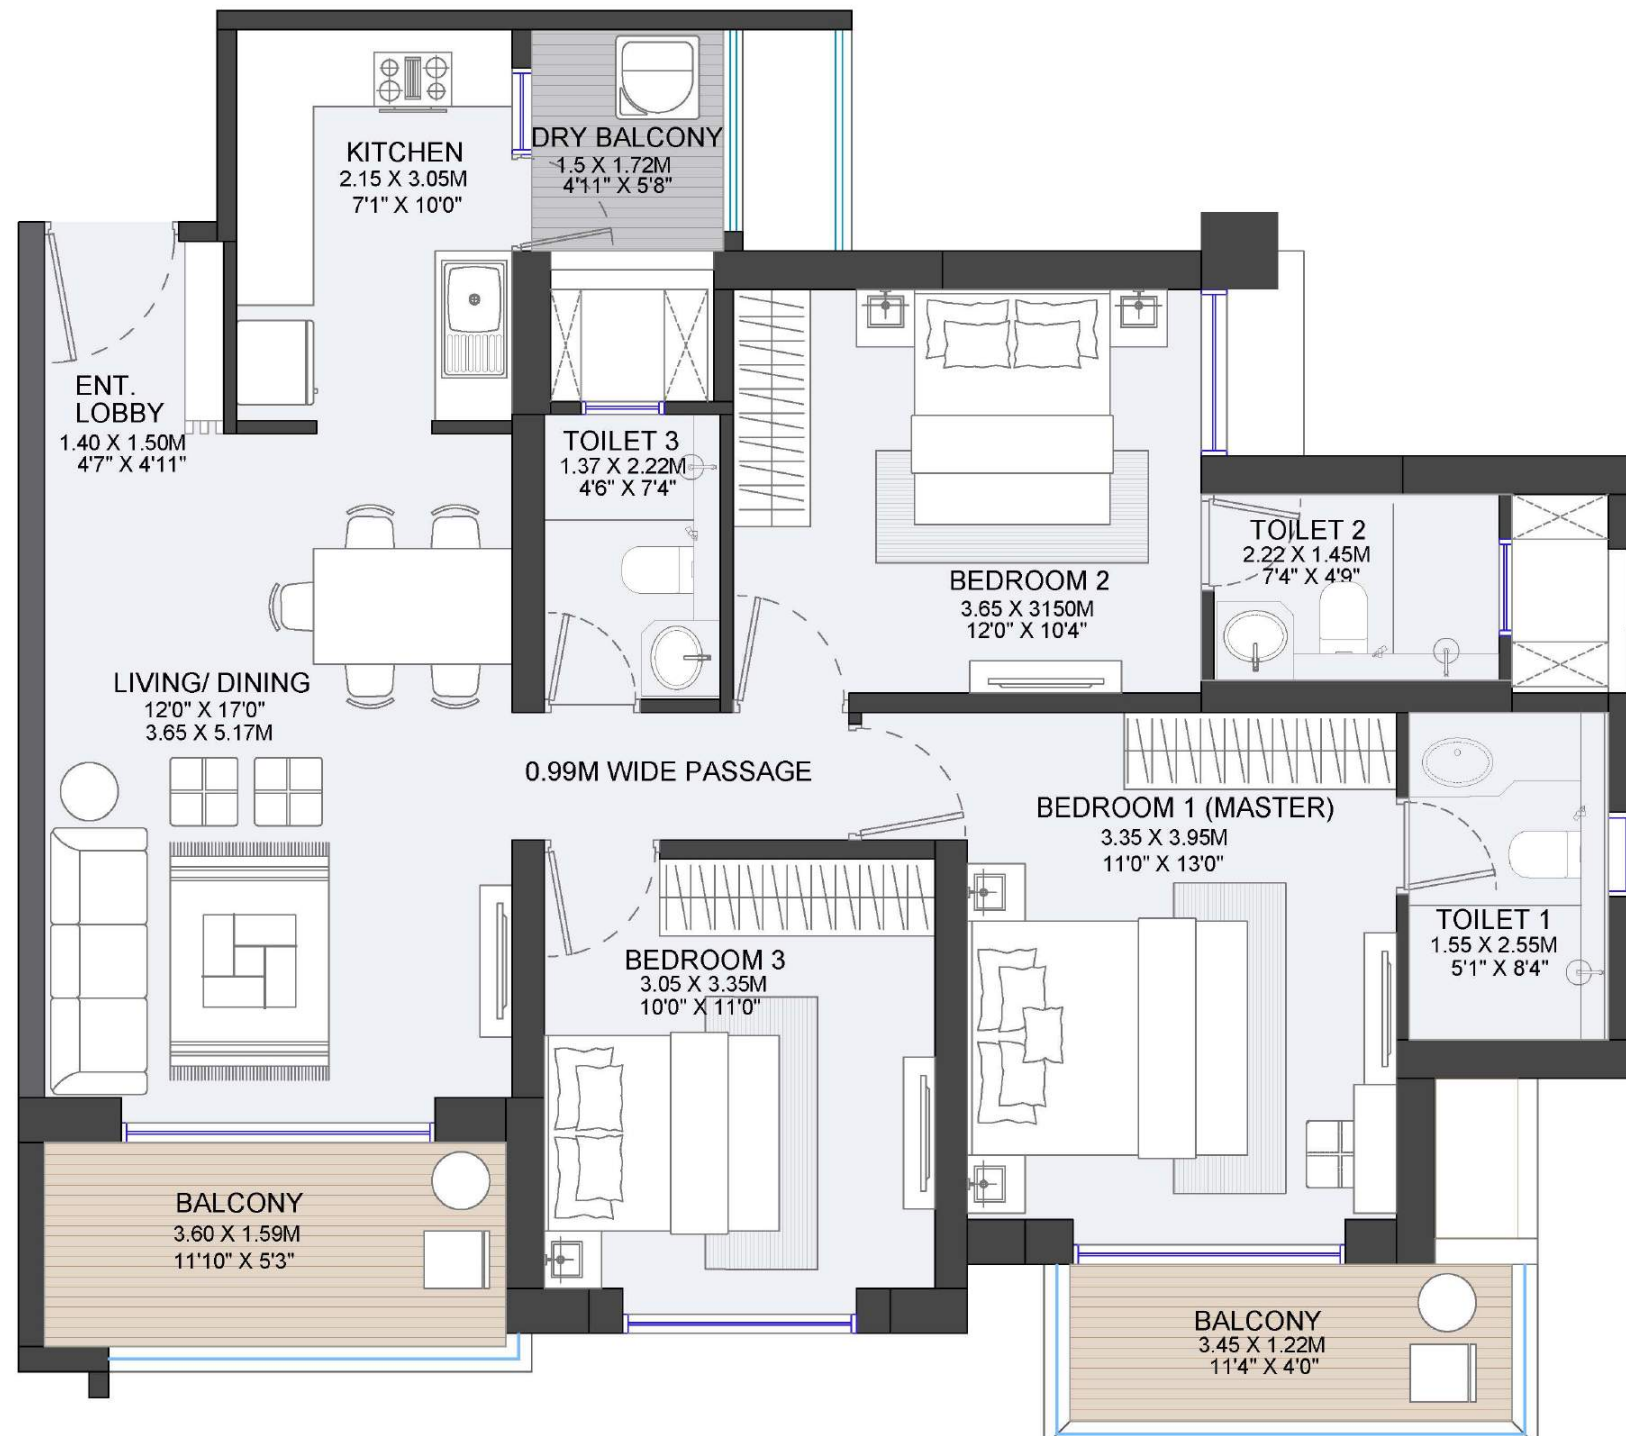 KITCHEN
2.15 X 3.05M
7'1" X 10'0"
DRY BALCONY
1.5 X 1.72M
4'11" X 5'8"
ENT.
LOBBY
1.40 X 1.50M
4'7" X 4'11"
TOILET 3
1.37 X 2.22M
4'6" X 7'4"
BEDROOM 2
3.65 X 3150M
12'0" X 10'4"
TOILET 2
2.22 X 1.45M
7'4" X 4'9"
LIVING/ DINING
12'0" X 17'0"
3.65 X 5.17M
0.99M WIDE PASSAGE
BEDROOM 1 (MASTER)
3.35 X 3.95M
11'0" X 13'0"
TOILET 1
1.55 X 2.55M
5'1" X 8'4"
BEDROOM 3
3.05 X 3.35M
10'0" X 11'0"
BALCONY
3.60 X 1.59M
11'10" X 5'3"
BALCONY
3.45 X 1.22M
11'4" X 4'0"